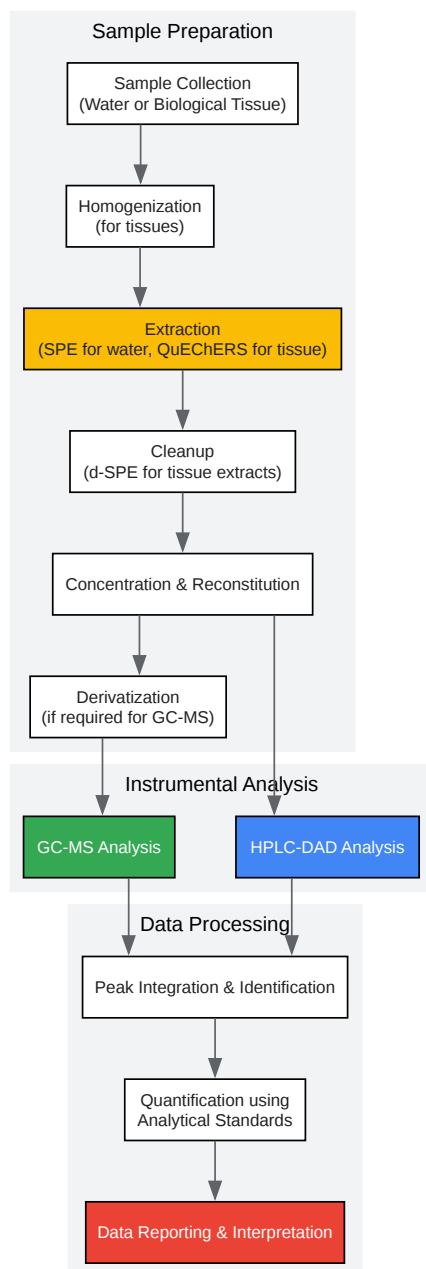 Sample Preparation
Sample Collection
(Water or Biological Tissue)
Homogenization
(for tissues)
Extraction
(SPE for water, QuEChERS for tissue)
Cleanup
(d-SPE for tissue extracts)
Concentration & Reconstitution
Derivatization
(if required for GC-MS)
Instrumental Analysis
GC-MS Analysis
HPLC-DAD Analysis
Data Processing
Peak Integration & Identification
Quantification using
Analytical Standards
Data Reporting & Interpretation